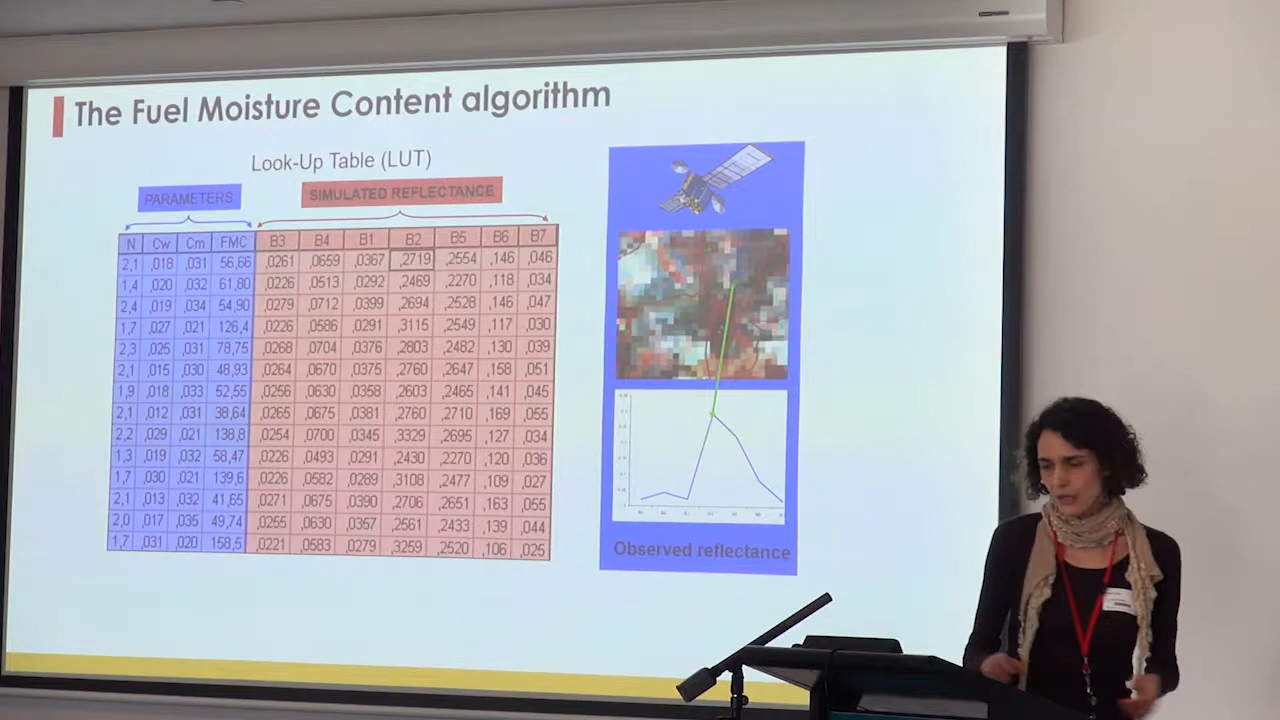 The Fuel Moisture Content algorithm
Look-Up Table (LUT)
PARAMETERS
SIMULATED REFLECTANCE
N Cw Cm FMC B3 B4 B1 B2 B5 B6 B7
2,1 ,018 ,031 56,66 ,0261 ,0659 ,0367 ,2719 ,2554 ,146 ,046
1,4 ,020 ,032 61,80 ,0226 ,0513 ,0292 ,2469 ,2270 ,118 ,034
2,4 ,019 ,034 54,90 ,0279 ,0712 ,0399 ,2694 ,2528 ,146 ,047
1,7 ,027 ,021 126,4 ,0226 ,0586 ,0291 ,3115 ,2549 ,117 ,030
2,3 ,025 ,031 78,75 ,0268 ,0704 ,0376 ,2803 ,2482 ,130 ,039
2,1 ,015 ,030 48,93 ,0264 ,0670 ,0375 ,2760 ,2647 ,158 ,051
1,9 ,018 ,033 52,55 ,0256 ,0630 ,0358 ,2603 ,2465 ,141 ,045
2,1 ,012 ,031 38,64 ,0265 ,0675 ,0381 ,2760 ,2710 ,169 ,055
2,2 ,029 ,021 138,8 ,0254 ,0700 ,0345 ,3329 ,2695 ,127 ,034
1,3 ,019 ,032 58,47 ,0226 ,0493 ,0291 ,2430 ,2270 ,120 ,036
1,7 ,030 ,021 139,6 ,0226 ,0582 ,0289 ,3108 ,2477 ,109 ,027
2,1 ,013 ,032 41,65 ,0271 ,0675 ,0390 ,2706 ,2651 ,163 ,055
2,0 ,017 ,035 49,74 ,0255 ,0630 ,0357 ,2561 ,2433 ,139 ,044
1,7 ,031 ,020 158,5 ,0221 ,0583 ,0279 ,3259 ,2520 ,106 ,025
Observed reflectance